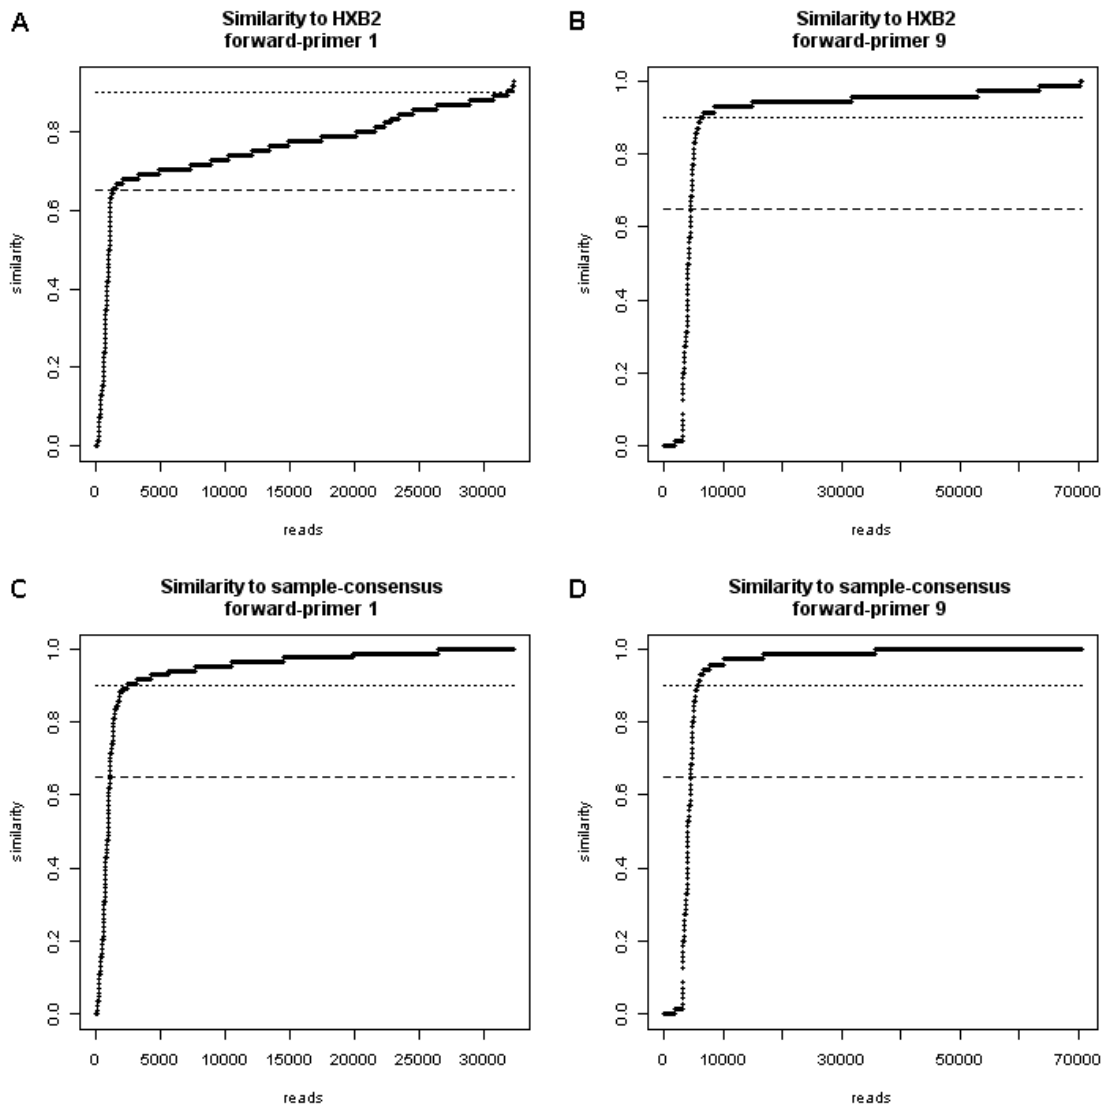 A
Similarity to HXB2
forward-primer 1
similarity
0.0 0.2 0.4 0.6 0.8
0 5000 10000 15000 20000 25000 30000
reads
B
Similarity to HXB2
forward-primer 9
similarity
0.0 0.2 0.4 0.6 0.8 1.0
0 10000 30000 50000 70000
reads
C
Similarity to sample-consensus
forward-primer 1
similarity
0.0 0.2 0.4 0.6 0.8 1.0
0 5000 10000 15000 20000 25000 30000
reads
D
Similarity to sample-consensus
forward-primer 9
similarity
0.0 0.2 0.4 0.6 0.8 1.0
0 10000 30000 50000 70000
reads